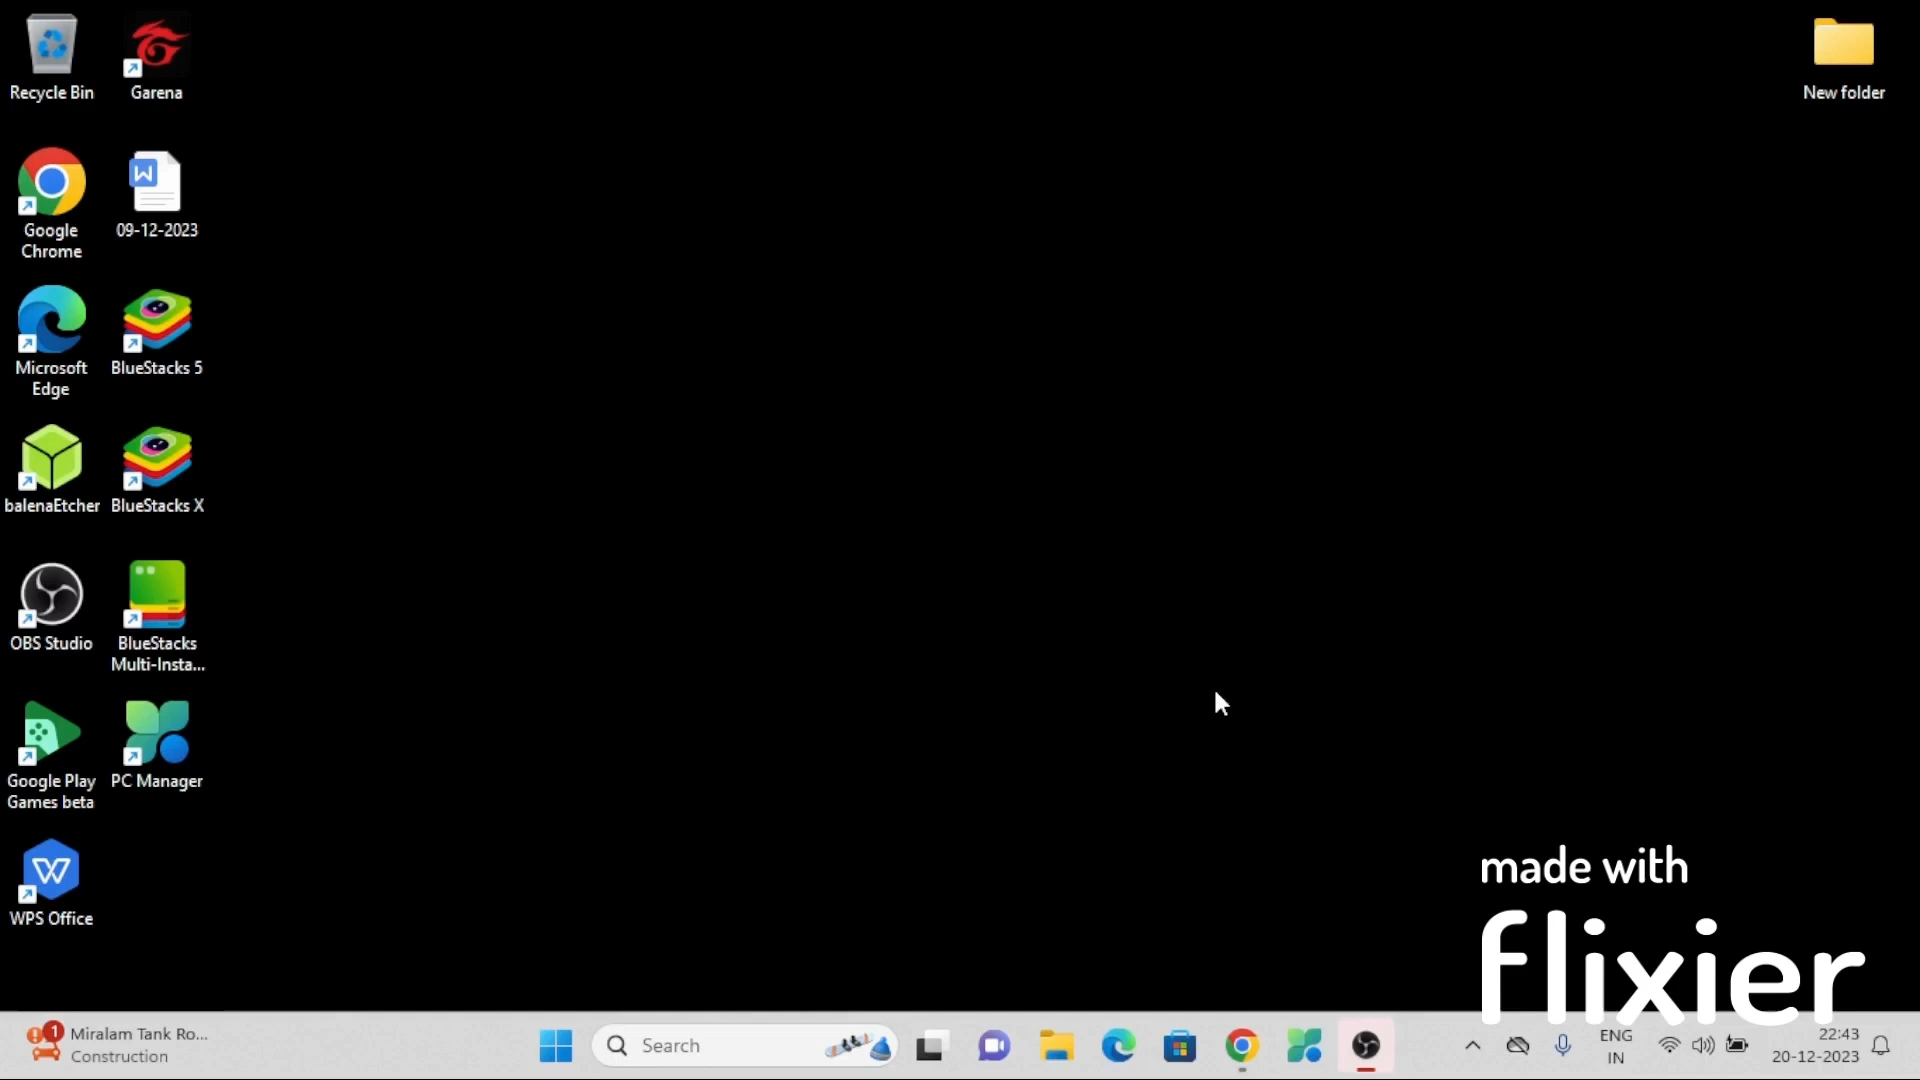 Recycle Bin
Garena
New folder
Google
Chrome
09-12-2023
Microsoft
Edge
BlueStacks 5
balenaEtcher
BlueStacks X
OBS Studio
BlueStacks
Multi-Insta...
Google Play
Games beta
PC Manager
WPS Office
made with
flixier
1
Miralam Tank Ro...
Construction
Search
ENG
IN
22:43
20-12-2023